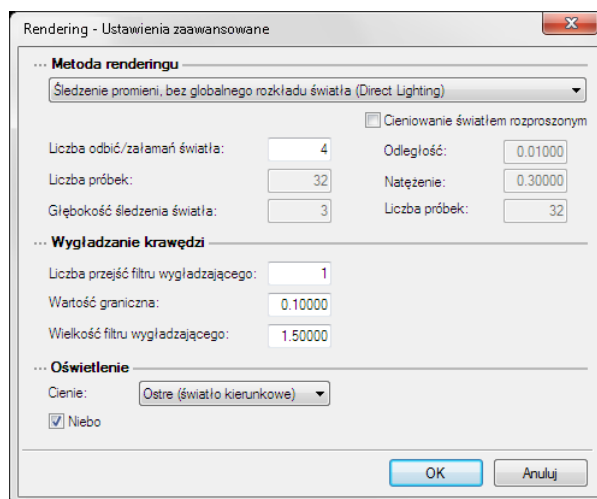 Rendering - Ustawienia zaawansowane
Metoda renderingu
Śledzenie promieni, bez globalnego rozkładu światła (Direct Lighting)
Cieniowanie światłem rozproszonym
Liczba odbić/załamań światła: 4 Odległość: 0.01000
Liczba próbek: 32 Natężenie: 0.30000
Głębokość śledzenia światła: 3 Liczba próbek: 32
Wygładzanie krawędzi
Liczba przejść filtru wygładzającego: 1
Wartość graniczna: 0.10000
Wielkość filtru wygładzającego: 1.50000
Oświetlenie
Cienie: Ostre (światło kierunkowe)
Niebo
OK Anuluj